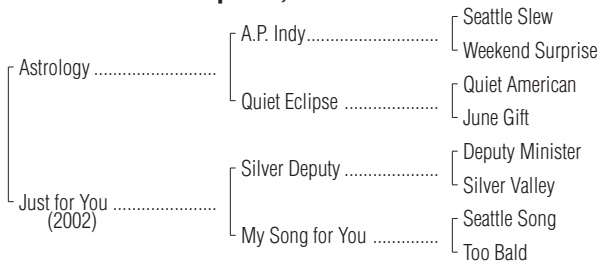 Seattle Slew
A.P. Indy..........................
Weekend Surprise
Astrology ........................
Quiet American
Quiet Eclipse ...................
June Gift
Deputy Minister
Silver Deputy ...................
Silver Valley
Just for You .....................
(2002)
Seattle Song
My Song for You .............
Too Bald